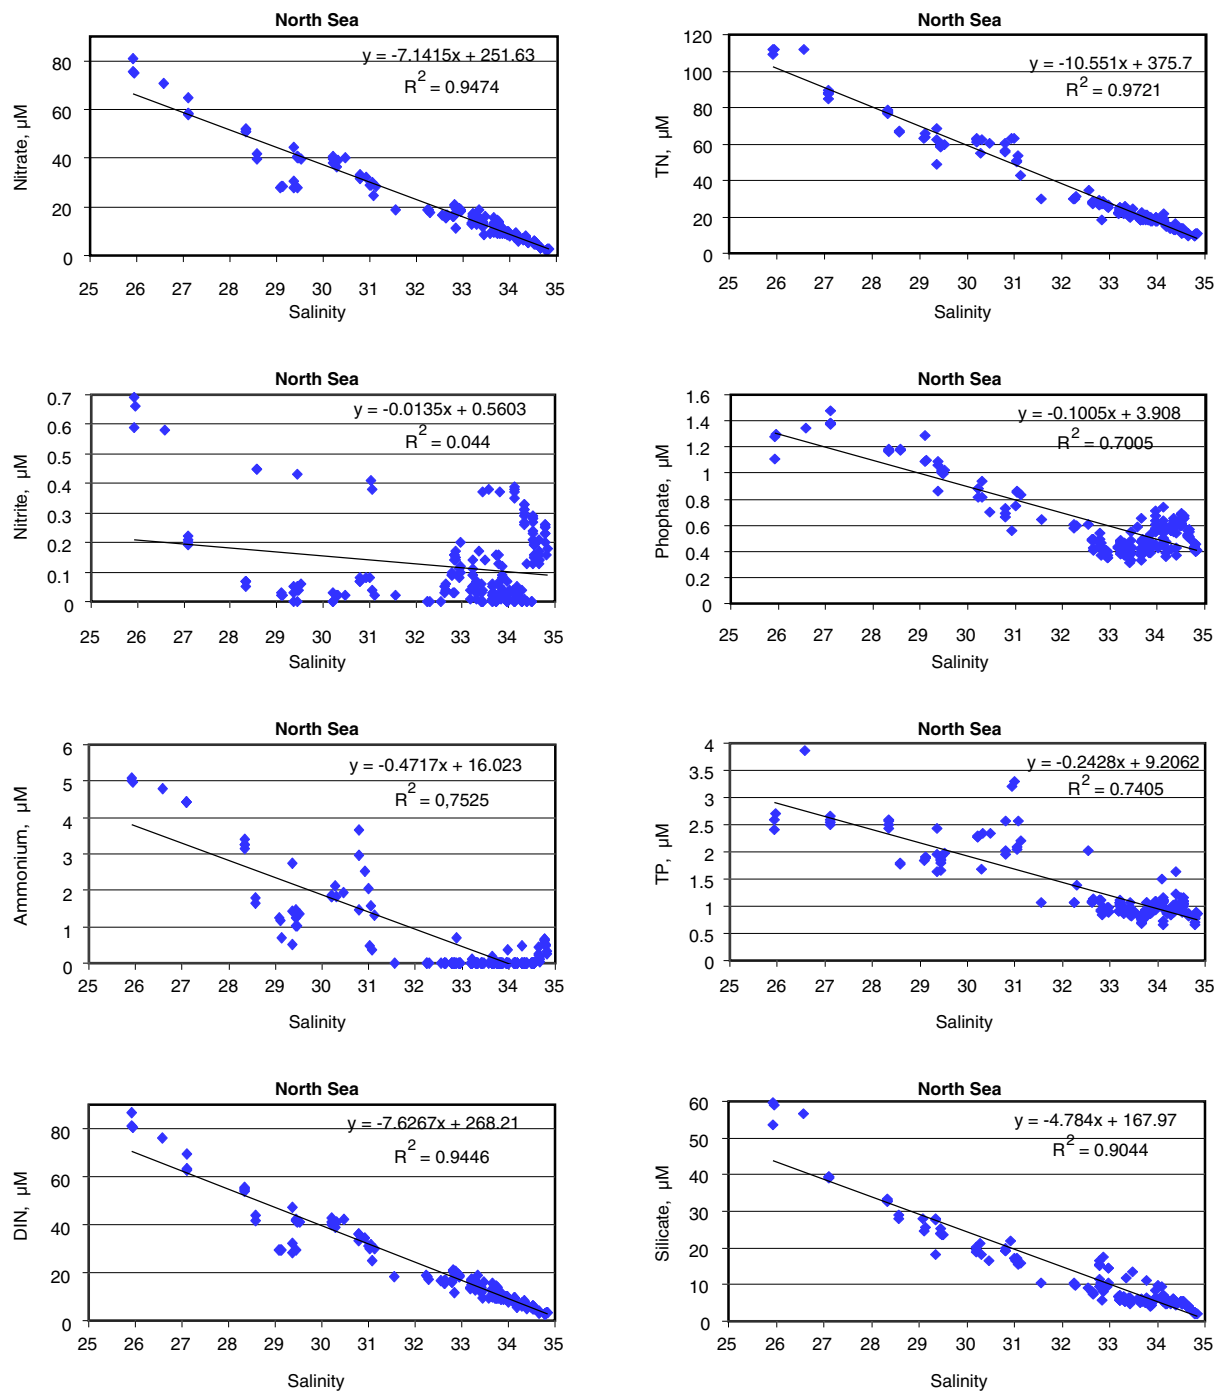 North Sea
y = -7.1415x + 251.63
R2 = 0.9474
Nitrate, µM
80
60
40
20
0
25 26 27 28 29 30 31 32 33 34 35
Salinity
North Sea
y = -10.551x + 375.7
R2 = 0.9721
TN, µM
120
100
80
60
40
20
0
25 26 27 28 29 30 31 32 33 34 35
Salinity
North Sea
y = -0.0135x + 0.5603
R2 = 0.044
Nitrite, µM
0.7
0.6
0.5
0.4
0.3
0.2
0.1
0
25 26 27 28 29 30 31 32 33 34 35
Salinity
North Sea
y = -0.1005x + 3.908
R2 = 0.7005
Phophate, µM
1.6
1.4
1.2
1
0.8
0.6
0.4
0.2
0
25 26 27 28 29 30 31 32 33 34 35
Salinity
North Sea
y = -0.4717x + 16.023
R2 = 0,7525
Ammonium, µM
6
5
4
3
2
1
0
25 26 27 28 29 30 31 32 33 34 35
Salinity
North Sea
y = -0.2428x + 9.2062
R2 = 0.7405
TP, µM
4
3.5
3
2.5
2
1.5
1
0.5
0
25 26 27 28 29 30 31 32 33 34 35
Salinity
North Sea
y = -7.6267x + 268.21
R2 = 0.9446
DIN, µM
80
60
40
20
0
25 26 27 28 29 30 31 32 33 34 35
Salinity
North Sea
y = -4.784x + 167.97
R2 = 0.9044
Silicate, µM
60
50
40
30
20
10
0
25 26 27 28 29 30 31 32 33 34 35
Salinity